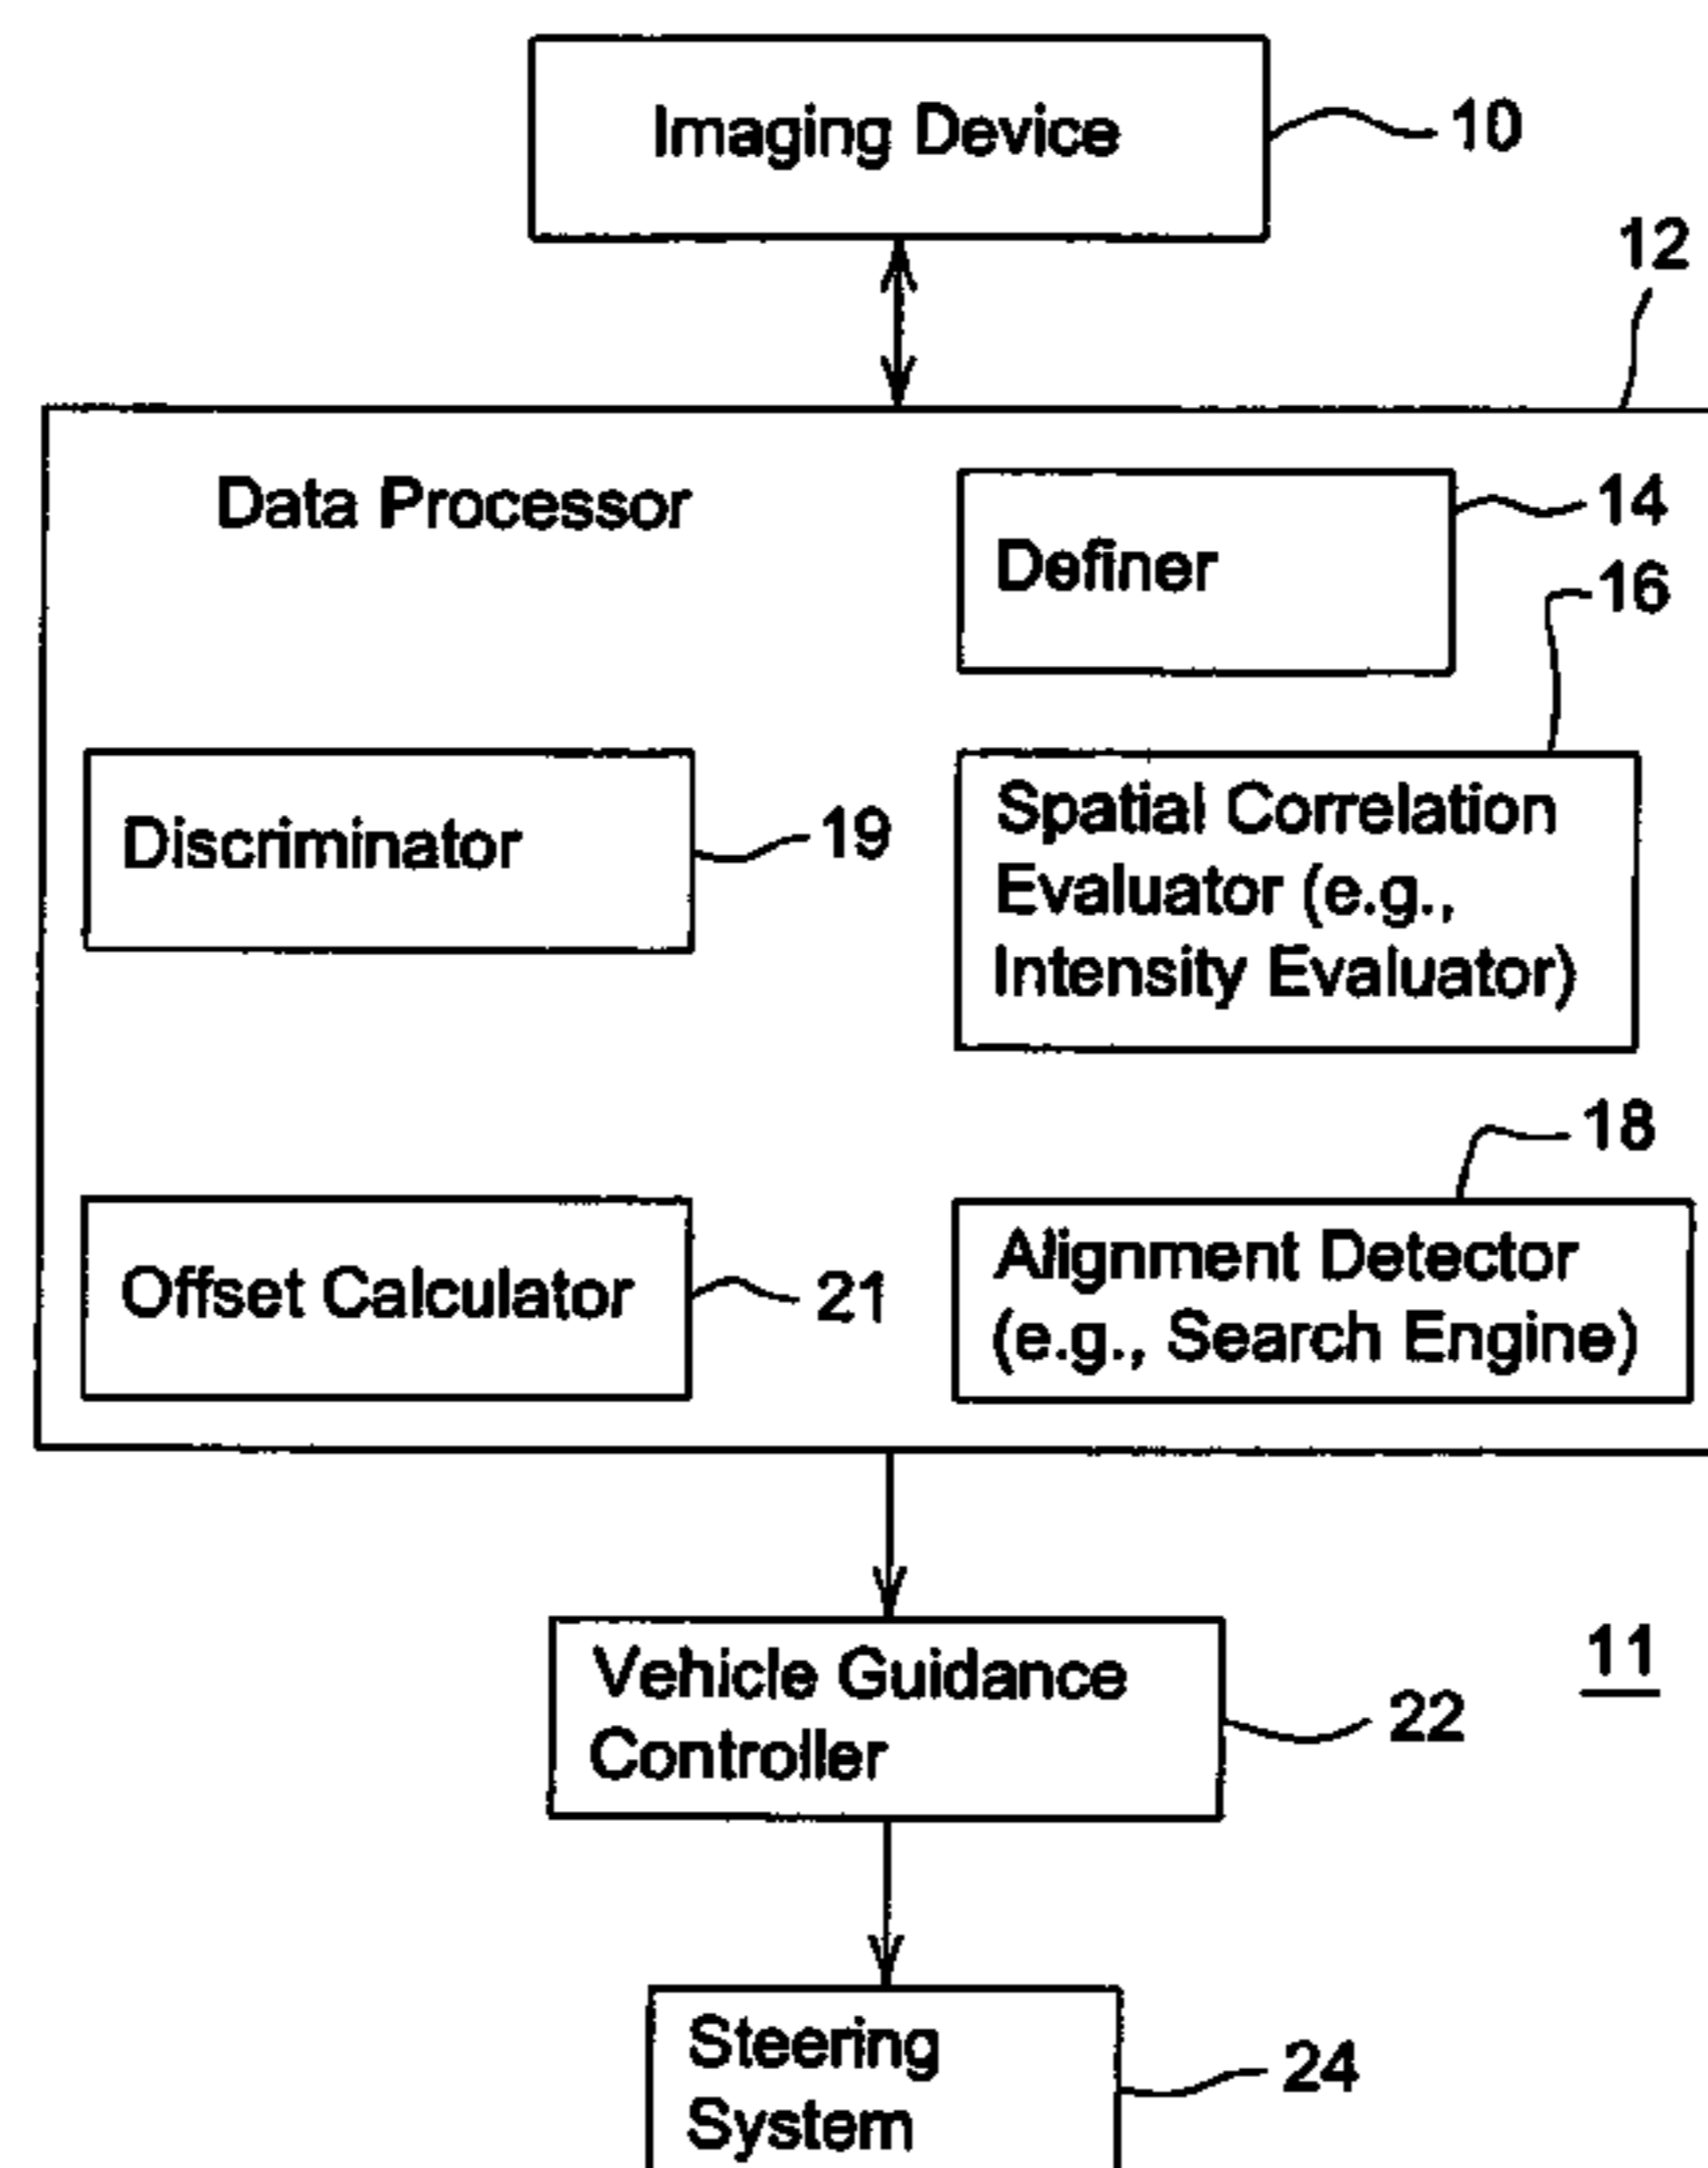 Imaging Device
10
12
Data Processor
14
Definer
16
Discriminator
19
Spatial Correlation
Evaluator (e.g.,
Intensity Evaluator)
18
Offset Calculator
21
Alignment Detector
(e.g., Search Engine)
Vehicle Guidance
Controller
22
11
Steering
System
24